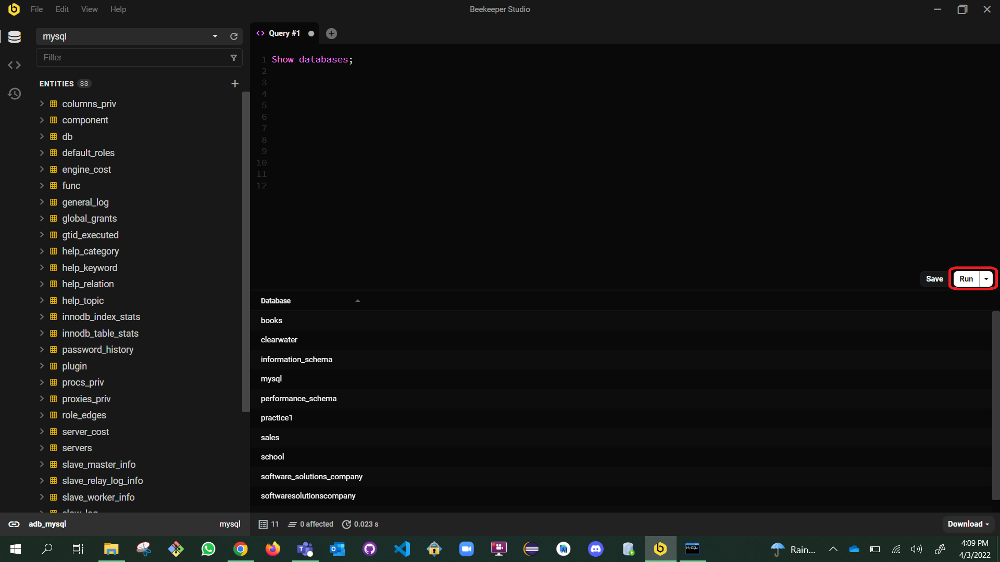 File Edit View Help
Beekeeper Studio
mysql
Filter
ENTITIES 33
columns_priv
component
db
default_roles
engine_cost
func
general_log
global_grants
gtid_executed
help_category
help_keyword
help_relation
help_topic
innodb_index_stats
innodb_table_stats
password_history
plugin
procs_priv
proxies_priv
role_edges
server_cost
servers
slave_master_info
slave_relay_log_info
slave_worker_info
adb_mysql mysql
<> Query #1
1 Show databases;
2
3
4
5
6
7
8
9
10
11
12
Save Run
Database
books
clearwater
information_schema
mysql
performance_schema
practice1
sales
school
software_solutions_company
softwaresolutionscompany
11 0 affected 0.023 s
Download
Rain...
4:09 PM
4/3/2022